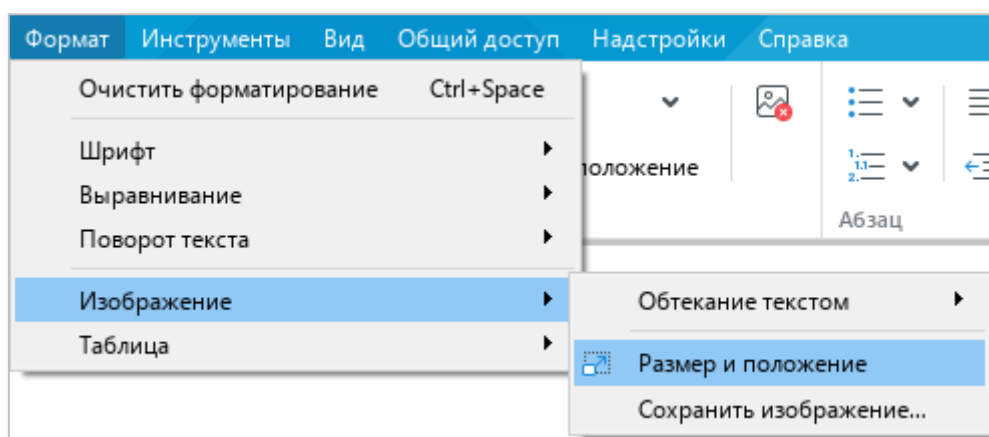 Формат Инструменты Вид Общий доступ Надстройки Справка
Очистить форматирование Ctrl+Space
Шрифт
положение
Выравнивание
Абзац
Поворот текста
Изображение
Обтекание текстом
Таблица
Размер и положение
Сохранить изображение...